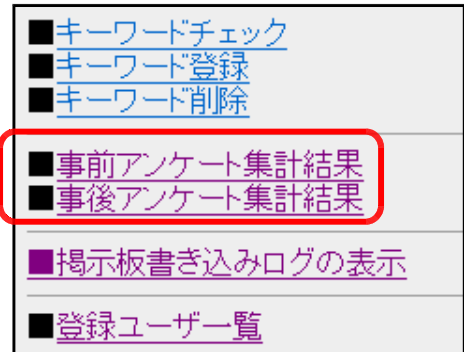 ■キーワードチェック
■キーワード登録
■キーワード削除
■事前アンケート集計結果
■事後アンケート集計結果
■掲示板書き込みログの表示
■登録ユーザー覧